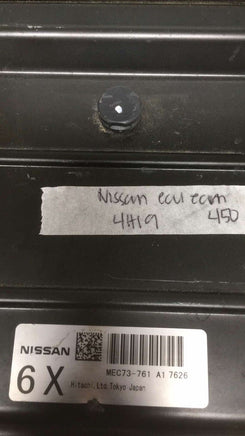 Nissan ecu ecm
4H19 450
NISSAN
MEC73-761 A1 7626
6X
Hitachi, Ltd. Tokyo Japan